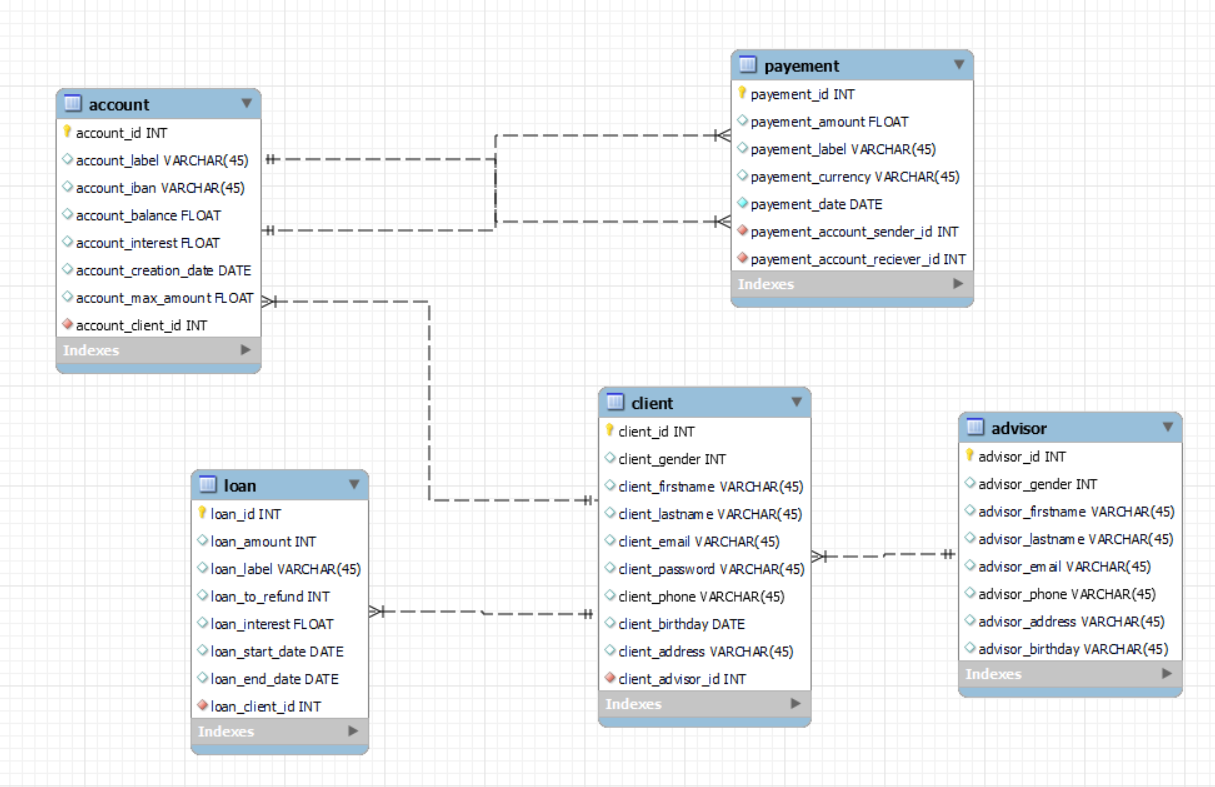 account
account_id INT
account_label VARCHAR(45)
account_iban VARCHAR(45)
account_balance FLOAT
account_interest FLOAT
account_creation_date DATE
account_max_amount FLOAT
account_client_id INT
Indexes
payement
payement_id INT
payement_amount FLOAT
payement_label VARCHAR(45)
payement_currency VARCHAR(45)
payement_date DATE
payement_account_sender_id INT
payement_account_reciever_id INT
Indexes
loan
loan_id INT
loan_amount INT
loan_label VARCHAR(45)
loan_to_refund INT
loan_interest FLOAT
loan_start_date DATE
loan_end_date DATE
loan_client_id INT
Indexes
client
client_id INT
client_gender INT
client_firstname VARCHAR(45)
client_lastname VARCHAR(45)
client_email VARCHAR(45)
client_password VARCHAR(45)
client_phone VARCHAR(45)
client_birthday DATE
client_address VARCHAR(45)
client_advisor_id INT
Indexes
advisor
advisor_id INT
advisor_gender INT
advisor_firstname VARCHAR(45)
advisor_lastname VARCHAR(45)
advisor_email VARCHAR(45)
advisor_phone VARCHAR(45)
advisor_address VARCHAR(45)
advisor_birthday VARCHAR(45)
Indexes